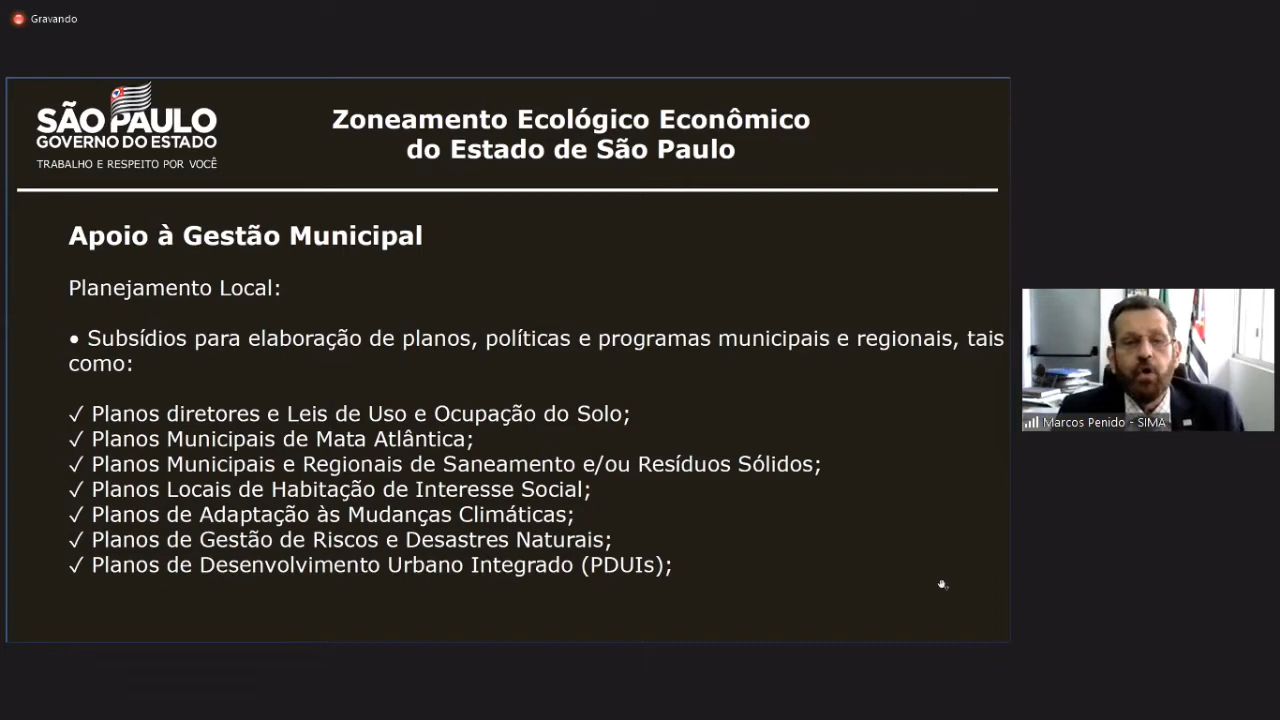 Gravando
SÃO PAULO
GOVERNO DO ESTADO
TRABALHO E RESPEITO POR VOCÊ
Zoneamento Ecológico Econômico
do Estado de São Paulo
Apoio à Gestão Municipal
Planejamento Local:
• Subsídios para elaboração de planos, políticas e programas municipais e regionais, tais
como:
✓ Planos diretores e Leis de Uso e Ocupação do Solo;
✓ Planos Municipais de Mata Atlântica;
✓ Planos Municipais e Regionais de Saneamento e/ou Resíduos Sólidos;
✓ Planos Locais de Habitação de Interesse Social;
✓ Planos de Adaptação às Mudanças Climáticas;
✓ Planos de Gestão de Riscos e Desastres Naturais;
✓ Planos de Desenvolvimento Urbano Integrado (PDUIs);
Marcos Penido - SIMA